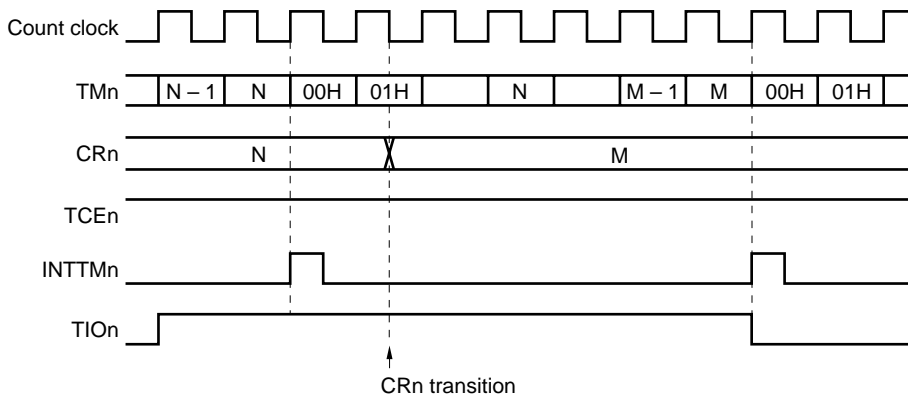 Count clock
TMn N – 1 N 00H 01H N M – 1 M 00H 01H
CRn N M
TCEn
INTTMn
TIOn
CRn transition